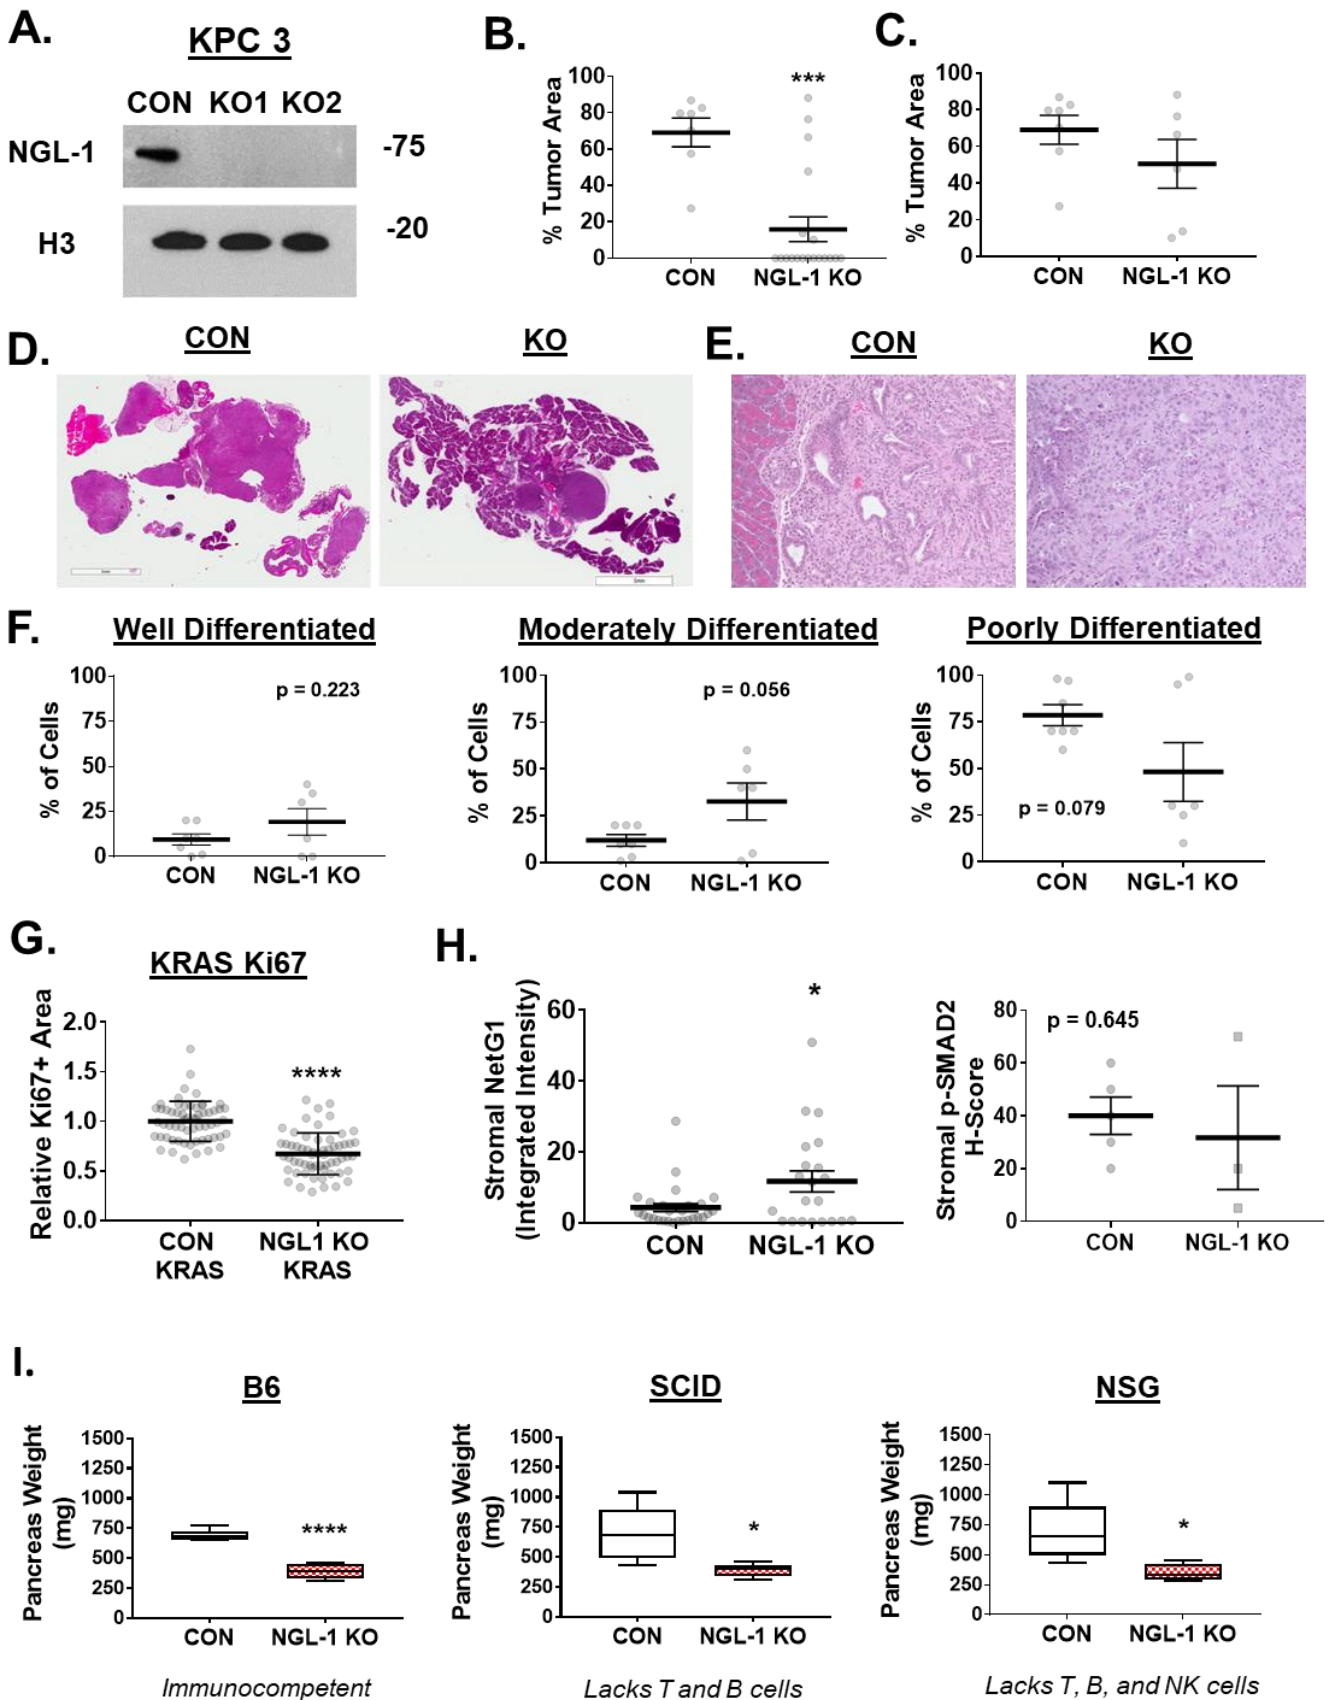 A.
KPC 3
CON KO1 KO2
NGL-1
-75
H3
-20
B.
% Tumor Area
100
80
60
40
20
0
***
CON NGL-1 KO
C.
% Tumor Area
100
80
60
40
20
0
CON NGL-1 KO
D.
CON
KO
5mm
E.
CON
KO
F.
Well Differentiated
% of Cells
100
75
50
25
0
p = 0.223
CON NGL-1 KO
Moderately Differentiated
% of Cells
100
75
50
25
0
p = 0.056
CON NGL-1 KO
Poorly Differentiated
% of Cells
100
75
50
25
0
p = 0.079
CON NGL-1 KO
G.
KRAS Ki67
Relative Ki67+ Area
2.0
1.5
1.0
0.5
0.0
****
CON NGL1 KO
KRAS KRAS
H.
Stromal NetG1
(Integrated Intensity)
60
40
20
0
*
CON NGL-1 KO
Stromal p-SMAD2
H-Score
80
60
40
20
0
p = 0.645
CON NGL-1 KO
I.
B6
Pancreas Weight
(mg)
1500
1250
1000
750
500
250
0
****
CON NGL-1 KO
Immunocompetent
SCID
Pancreas Weight
(mg)
1500
1250
1000
750
500
250
0
*
CON NGL-1 KO
Lacks T and B cells
NSG
Pancreas Weight
(mg)
1500
1250
1000
750
500
250
0
*
CON NGL-1 KO
Lacks T, B, and NK cells